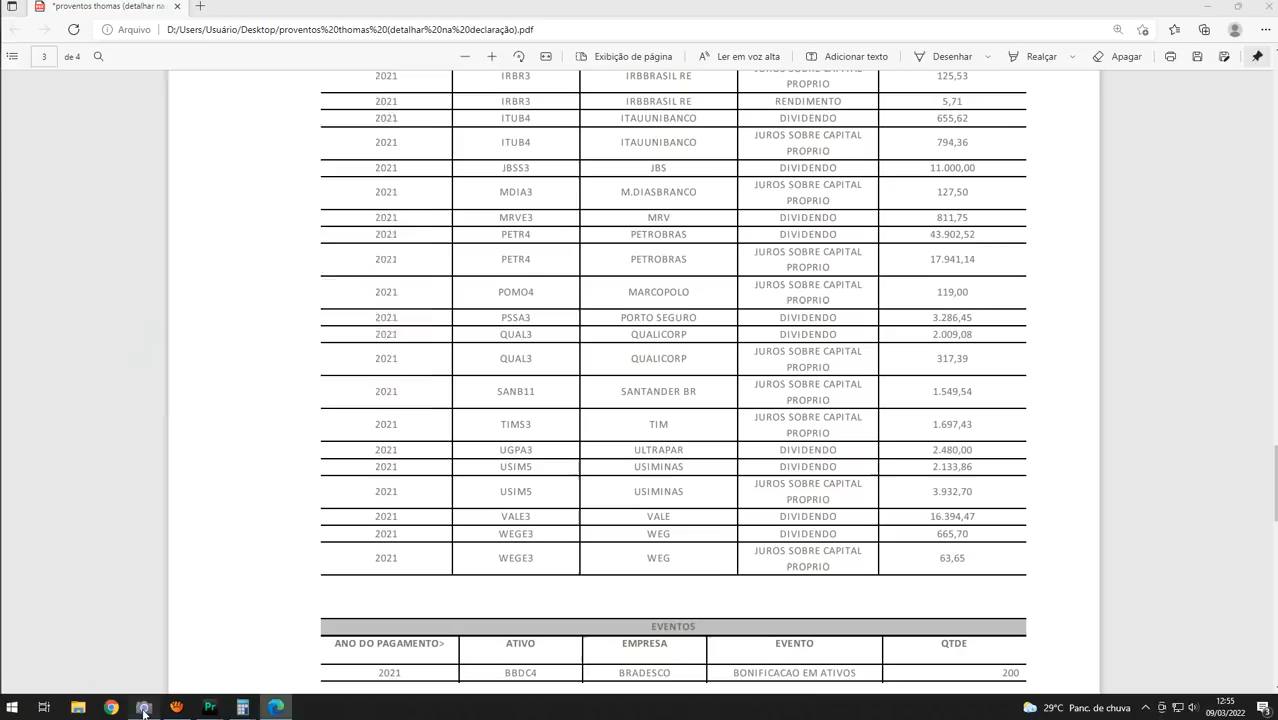 *proventos thomas (detalhar na
Arquivo D:/Users/Usuário/Desktop/proventos%20thomas%20(detalhar%20na%20declaração).pdf
3 de 4 Exibição de página Ler em voz alta Adicionar texto Desenhar Realçar Apagar
2021 IRBR3 IRBBRASIL RE JUROS SOBRE CAPITAL PROPRIO 125,53
2021 IRBR3 IRBBRASIL RE RENDIMENTO 5,71
2021 ITUB4 ITAUUNIBANCO DIVIDENDO 655,62
2021 ITUB4 ITAUUNIBANCO JUROS SOBRE CAPITAL PROPRIO 794,36
2021 JBSS3 JBS DIVIDENDO 11.000,00
2021 MDIA3 M.DIASBRANCO JUROS SOBRE CAPITAL PROPRIO 127,50
2021 MRVE3 MRV DIVIDENDO 811,75
2021 PETR4 PETROBRAS DIVIDENDO 43.902,52
2021 PETR4 PETROBRAS JUROS SOBRE CAPITAL PROPRIO 17.941,14
2021 POMO4 MARCOPOLO JUROS SOBRE CAPITAL PROPRIO 119,00
2021 PSSA3 PORTO SEGURO DIVIDENDO 3.286,45
2021 QUAL3 QUALICORP DIVIDENDO 2.009,08
2021 QUAL3 QUALICORP JUROS SOBRE CAPITAL PROPRIO 317,39
2021 SANB11 SANTANDER BR JUROS SOBRE CAPITAL PROPRIO 1.549,54
2021 TIMS3 TIM JUROS SOBRE CAPITAL PROPRIO 1.697,43
2021 UGPA3 ULTRAPAR DIVIDENDO 2.480,00
2021 USIM5 USIMINAS DIVIDENDO 2.133,86
2021 USIM5 USIMINAS JUROS SOBRE CAPITAL PROPRIO 3.932,70
2021 VALE3 VALE DIVIDENDO 16.394,47
2021 WEGE3 WEG DIVIDENDO 665,70
2021 WEGE3 WEG JUROS SOBRE CAPITAL PROPRIO 63,65
EVENTOS
ANO DO PAGAMENTO> ATIVO EMPRESA EVENTO QTDE
2021 BBDC4 BRADESCO BONIFICACAO EM ATIVOS 200
Pr 29°C Panc. de chuva 12:55
09/03/2022